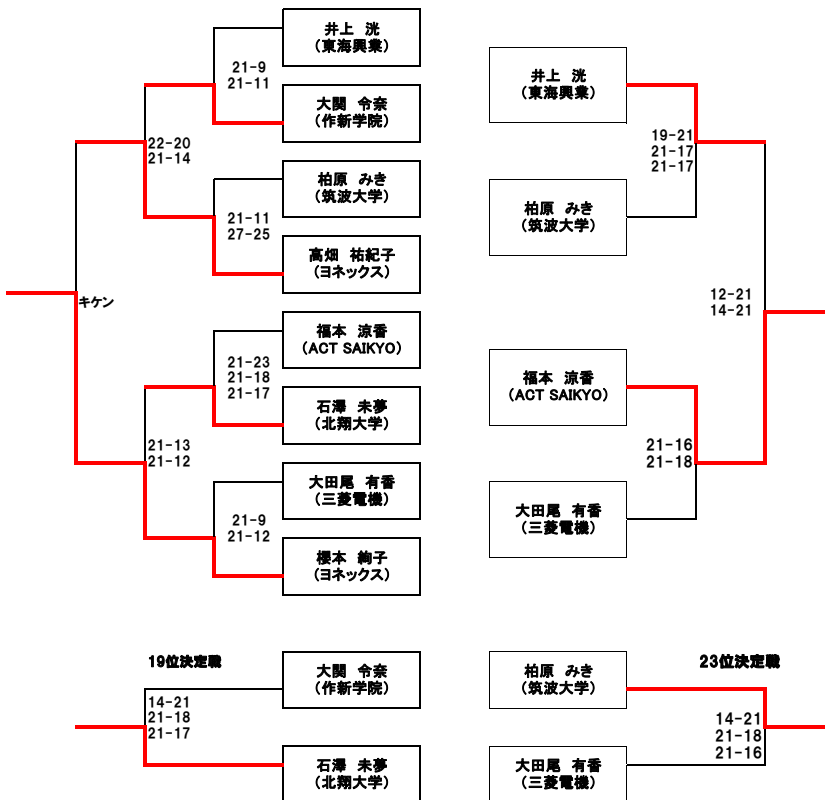 井上　洸
（東海興業）
21-9
21-11
大関　令奈
（作新学院）
22-20
21-14
柏原　みき
（筑波大学）
21-11
27-25
高畑　祐紀子
（ヨネックス）
キケン
福本　涼香
（ACT SAIKYO）
21-23
21-18
21-17
石澤　未夢
（北翔大学）
21-13
21-12
大田尾　有香
（三菱電機）
21-9
21-12
櫻本　絢子
（ヨネックス）
井上　洸
（東海興業）
19-21
21-17
21-17
柏原　みき
（筑波大学）
12-21
14-21
福本　涼香
（ACT SAIKYO）
21-16
21-18
大田尾　有香
（三菱電機）
19位決定戦
大関　令奈
（作新学院）
14-21
21-18
21-17
石澤　未夢
（北翔大学）
23位決定戦
柏原　みき
（筑波大学）
14-21
21-18
21-16
大田尾　有香
（三菱電機）